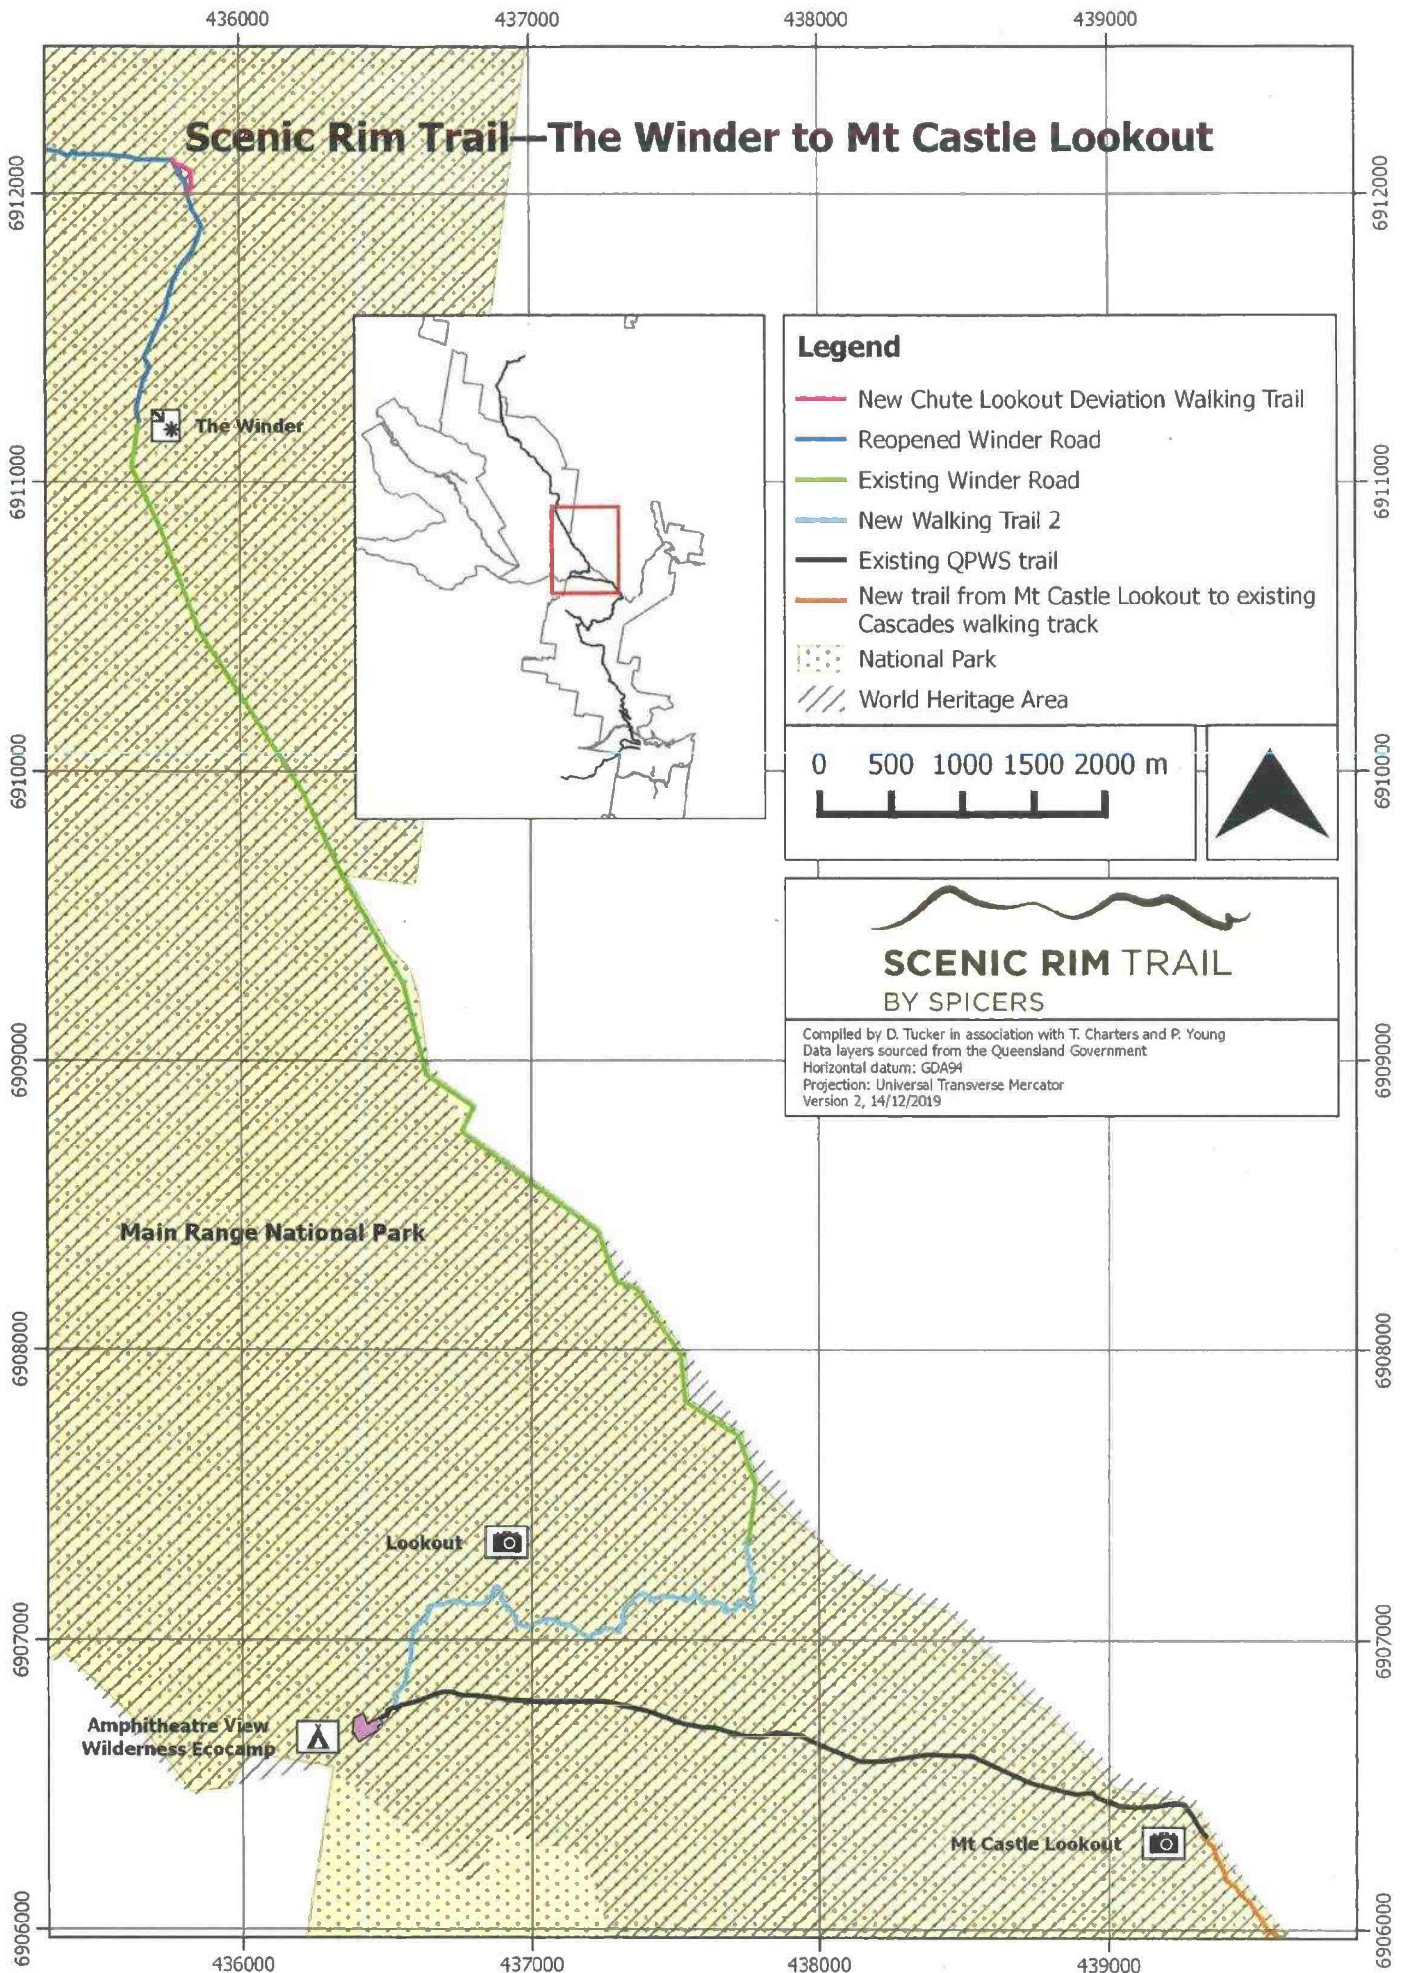 436000 437000 438000 439000
Scenic Rim Trail—The Winder to Mt Castle Lookout
6912000 6912000
Legend
New Chute Lookout Deviation Walking Trail
The Winder
Reopened Winder Road
6911000 6911000
Existing Winder Road
New Walking Trail 2
Existing QPWS trail
New trail from Mt Castle Lookout to existing
Cascades walking track
National Park
World Heritage Area
6910000 6910000
0 500 1000 1500 2000 m
SCENIC RIM TRAIL
BY SPICERS
6909000 6909000
Compiled by D. Tucker in association with T. Charters and P. Young
Data layers sourced from the Queensland Government
Horizontal datum: GDA94
Projection: Universal Transverse Mercator
Version 2, 14/12/2019
Main Range National Park
6908000 6908000
Lookout
6907000 6907000
Amphitheatre View
Wilderness Ecocamp
Mt Castle Lookout
6906000 6906000
436000 437000 438000 439000